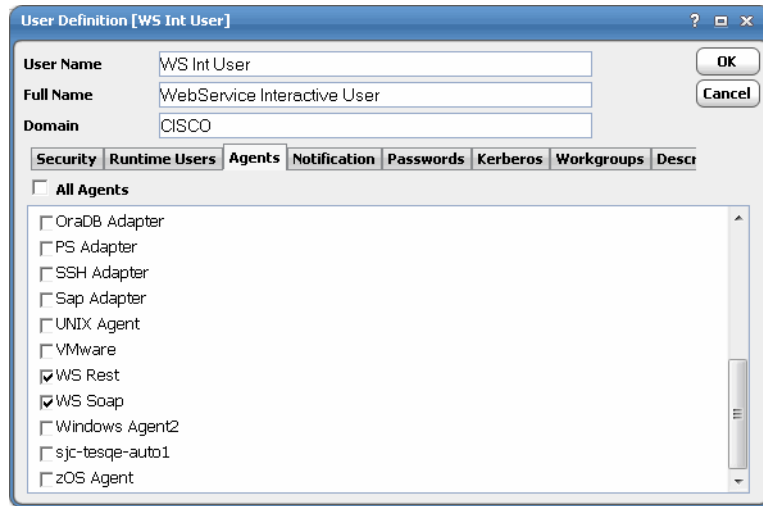 User Definition [WS Int User]
User Name WS Int User OK
Full Name WebService Interactive User Cancel
Domain CISCO
Security Runtime Users Agents Notification Passwords Kerberos Workgroups Descr
All Agents
OraDB Adapter
PS Adapter
SSH Adapter
Sap Adapter
UNIX Agent
VMware
WS Rest
WS Soap
Windows Agent2
sjc-tesqe-auto1
zOS Agent